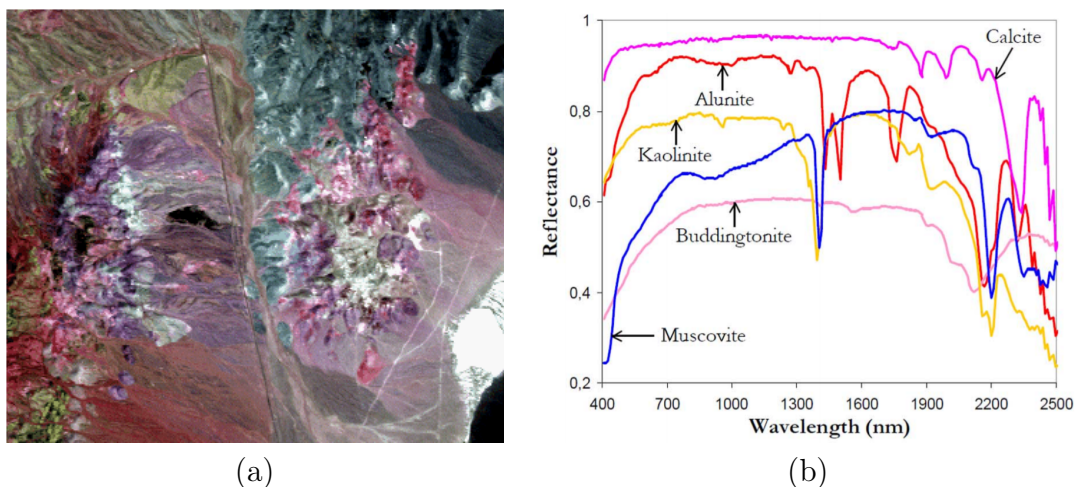 1
0,8
0,6
0,4
0,2
Reflectance
Calcite
Alunite
Kaolinite
Buddingtonite
Muscovite
400 700 1000 1300 1600 1900 2200 2500
Wavelength (nm)
(a) (b)